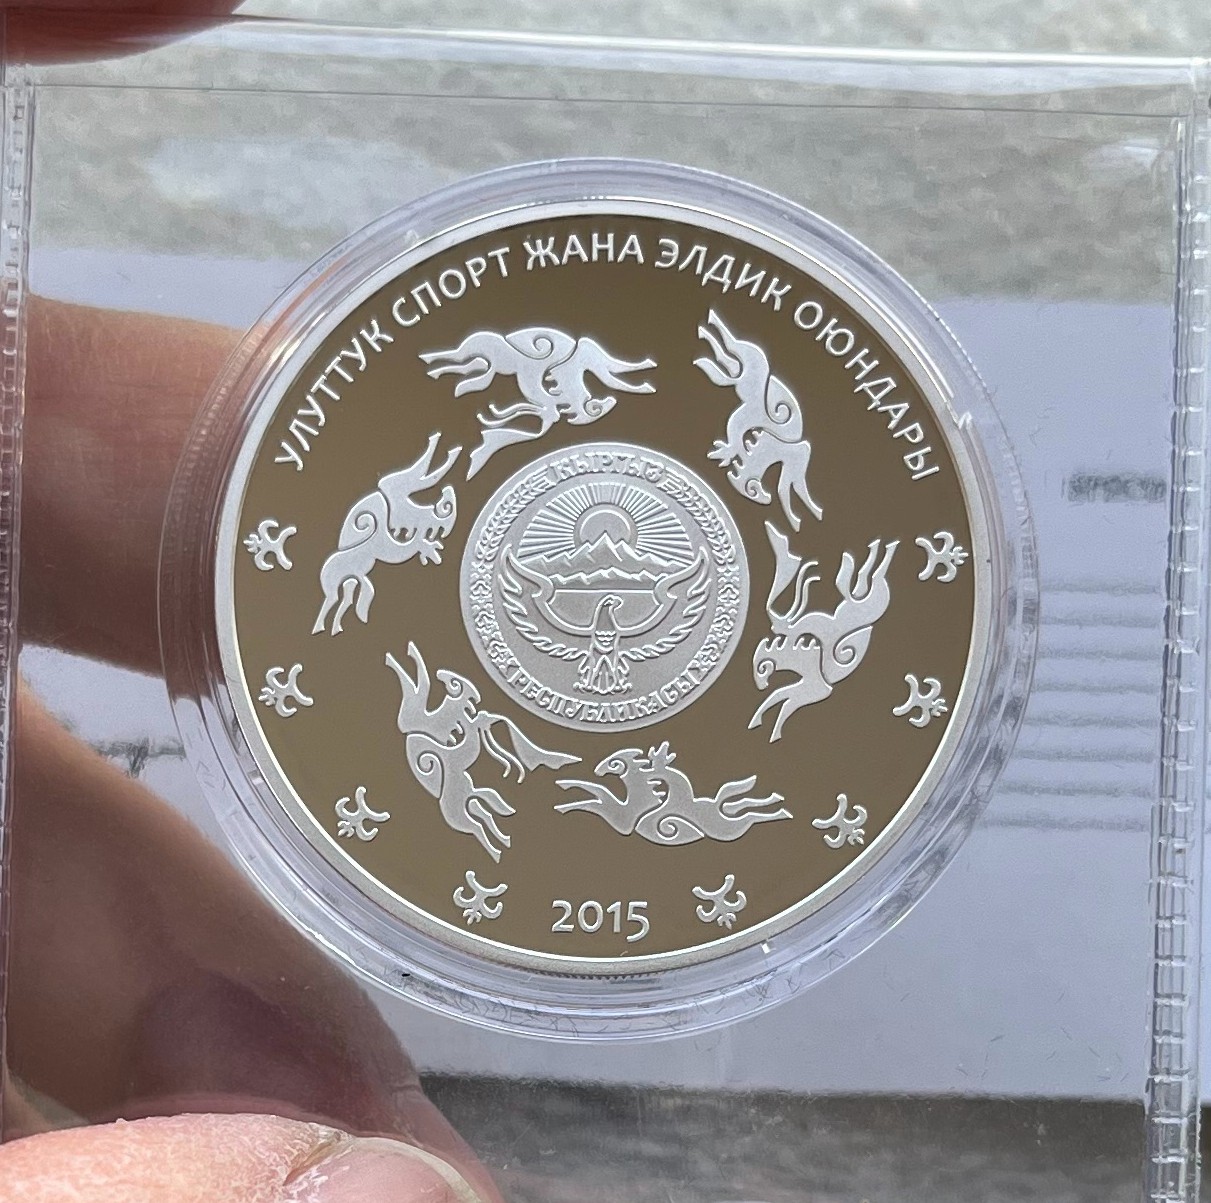 УЛУТТУК СПОРТ ЖАНА ЭЛДИК ОЮНДАРЫ
КЫРГЫЗ
РЕСПУБЛИКАСЫ
2015